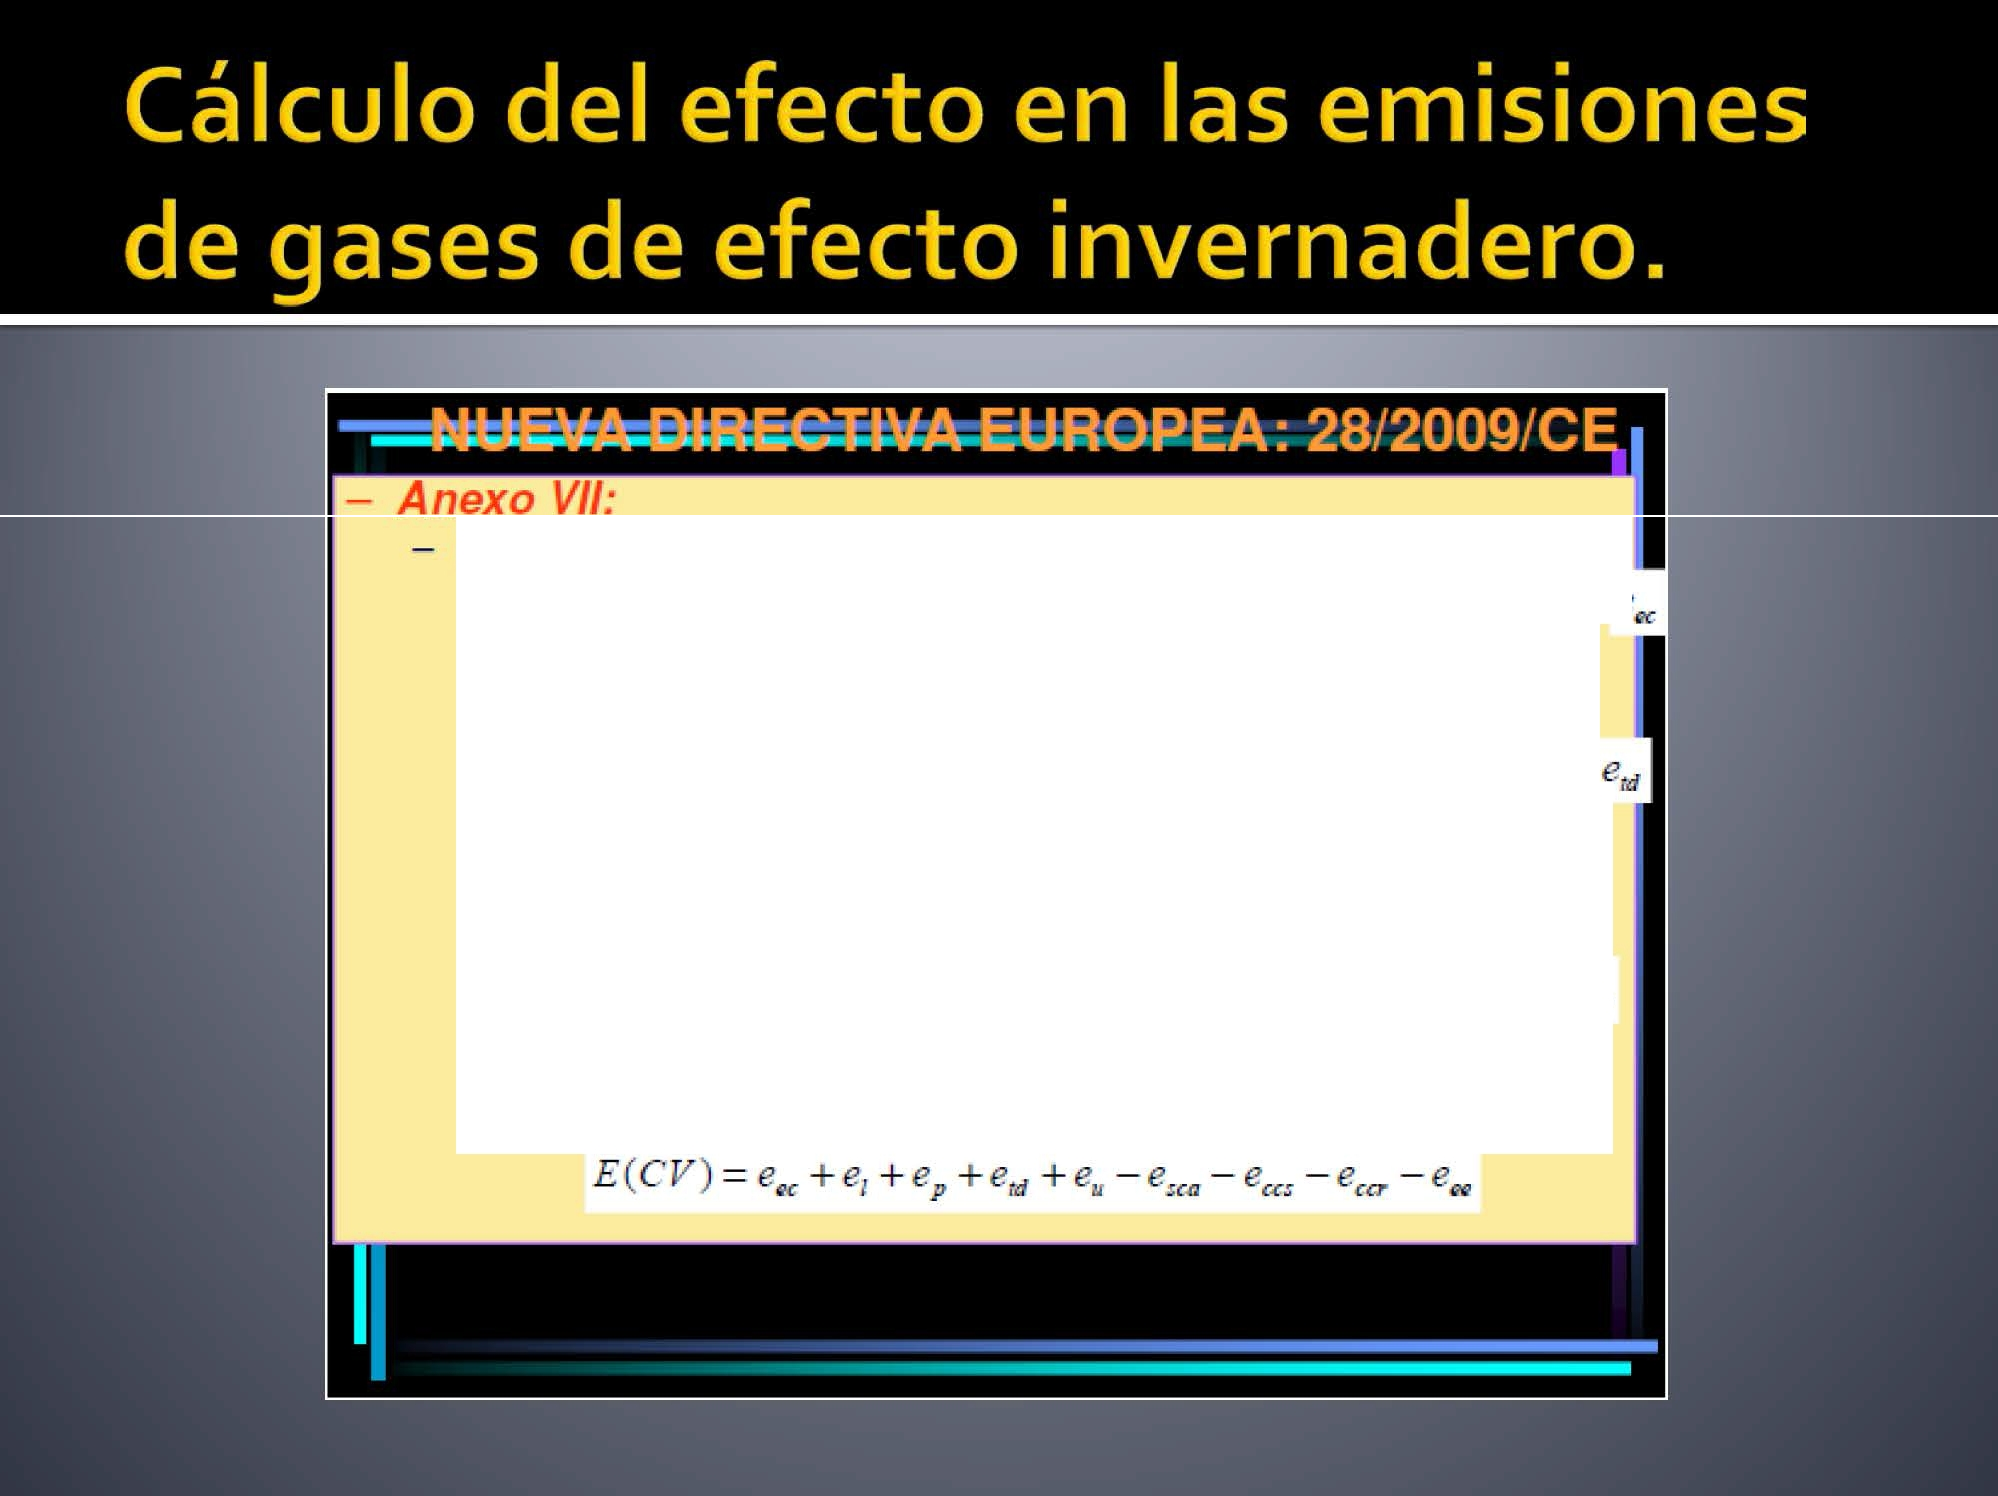 Cálculo del efecto en las emisiones
de gases de efecto invernadero.
NUEVA DIRECTIVA EUROPEA: 28/2009/CE
– Anexo VII:
–
ec
e_td
E(CV) = e_ec + e_l + e_p + e_td + e_u − e_sca − e_ccs − e_ccr − e_ee